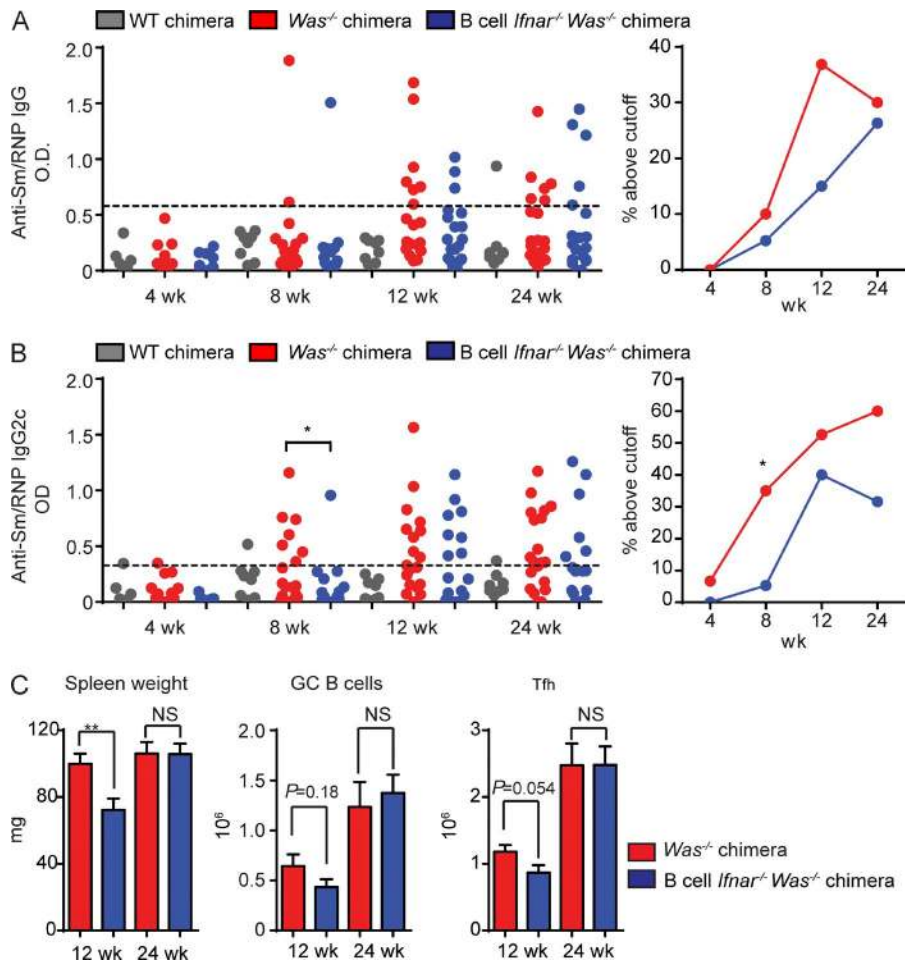 A
WT chimera Was-/- chimera B cell Ifnar-/- Was-/- chimera
Anti-Sm/RNP IgG
O.D.
2.0
1.5
1.0
0.5
0
4 wk 8 wk 12 wk 24 wk
% above cutoff
40
30
20
10
0
4 8 12 24
wk
B
WT chimera Was-/- chimera B cell Ifnar-/- Was-/- chimera
Anti-Sm/RNP IgG2c
OD
2.0
1.5
1.0
0.5
0
*
4 wk 8 wk 12 wk 24 wk
% above cutoff
70
60
50
40
30
20
10
0
*
4 8 12 24
wk
C
Spleen weight
mg
120
80
40
0
**
NS
12 wk 24 wk
GC B cells
10⁶
2.0
1.5
1.0
0.5
0
P=0.18
NS
12 wk 24 wk
Tfh
10⁶
3
2
1
0
P=0.054
NS
12 wk 24 wk
Was-/- chimera
B cell Ifnar-/- Was-/- chimera